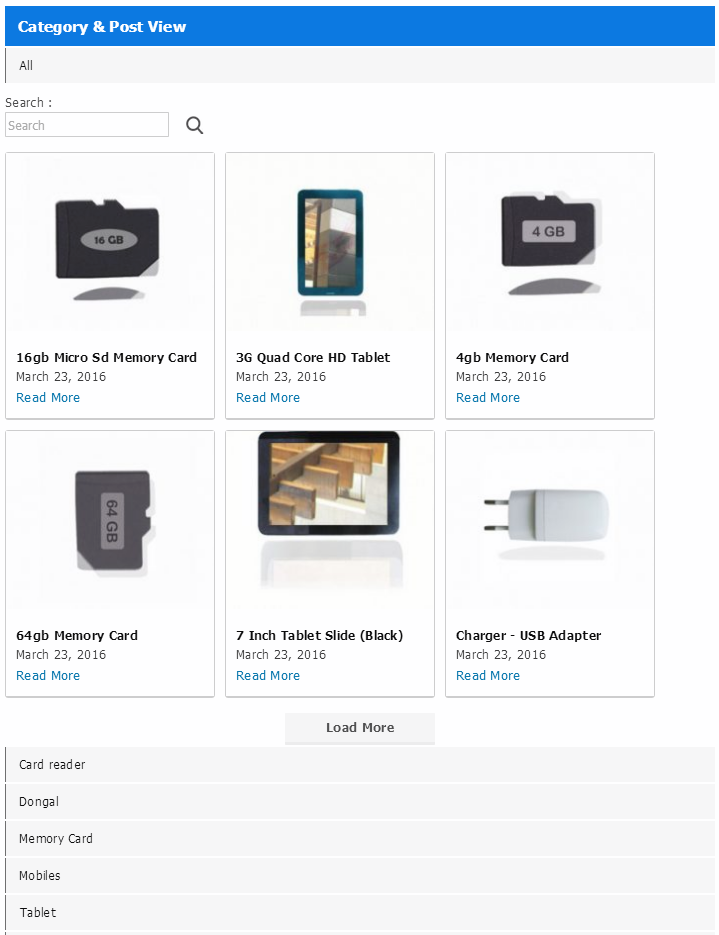 Category & Post View
All
Search :
Search
16 GB
4 GB
16gb Micro Sd Memory Card
3G Quad Core HD Tablet
4gb Memory Card
March 23, 2016
March 23, 2016
March 23, 2016
Read More
Read More
Read More
64 GB
64gb Memory Card
7 Inch Tablet Slide (Black)
Charger - USB Adapter
March 23, 2016
March 23, 2016
March 23, 2016
Read More
Read More
Read More
Load More
Card reader
Dongal
Memory Card
Mobiles
Tablet